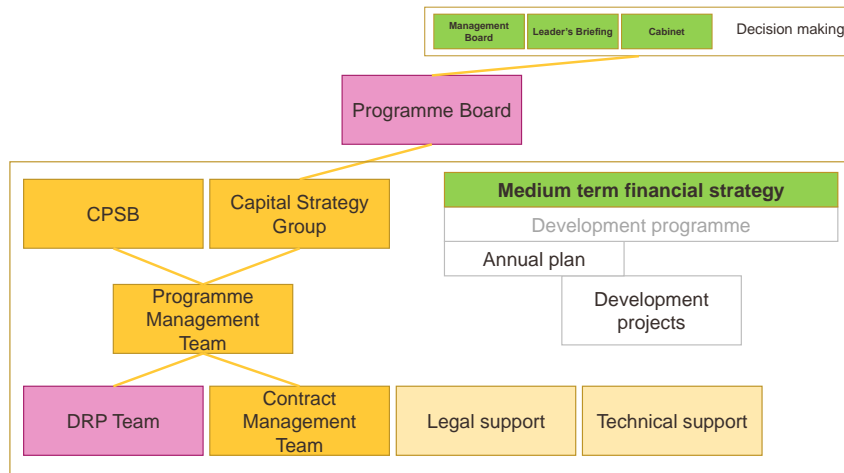 Management
Board
Leader's Briefing
Cabinet
Decision making
Programme Board
CPSB
Capital Strategy
Group
Medium term financial strategy
Development programme
Annual plan
Development
projects
Programme
Management
Team
DRP Team
Contract
Management
Team
Legal support
Technical support